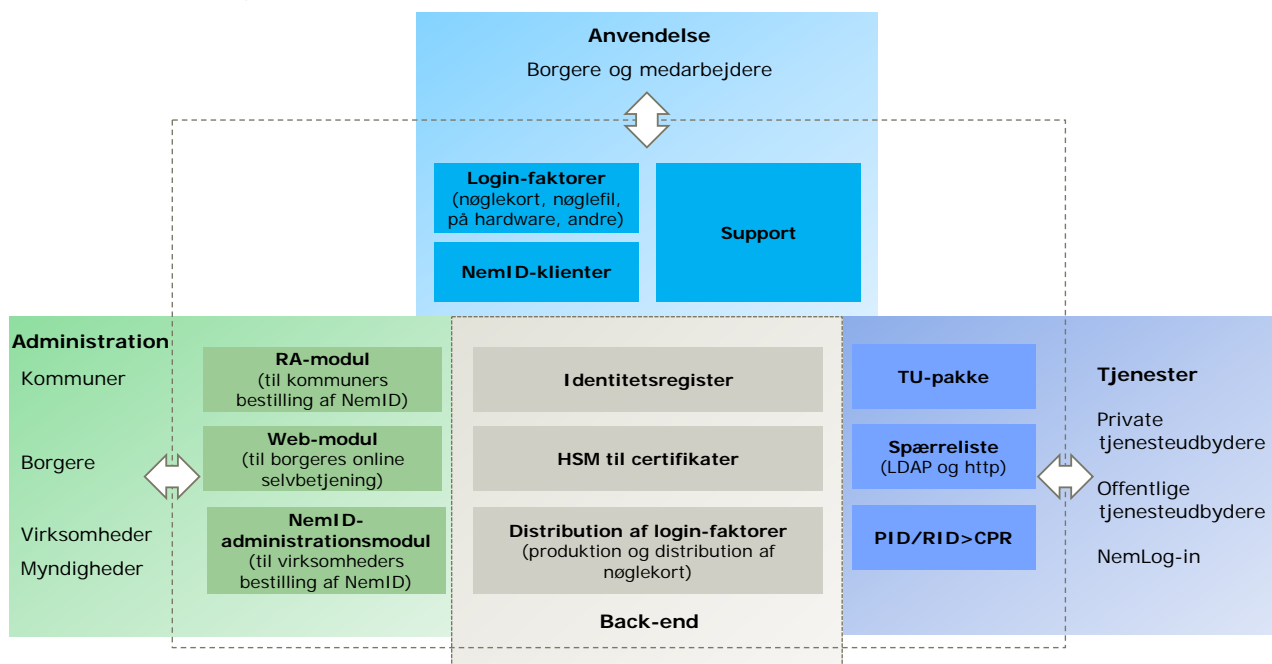 Anvendelse
Borgere og medarbejdere
Login-faktorer
(nøglekort, nøglefil,
på hardware, andre)
NemID-klienter
Support
Administration
Kommuner
Borgere
Virksomheder
Myndigheder
RA-modul
(til kommuners
bestilling af NemID)
Web-modul
(til borgeres online
selvbetjening)
NemID-
administrationsmodul
(til virksomheders
bestilling af NemID)
Identitetsregister
HSM til certifikater
Distribution af login-faktorer
(produktion og distribution af
nøglekort)
Back-end
TU-pakke
Spærreliste
(LDAP og http)
PID/RID>CPR
Tjenester
Private
tjenesteudbydere
Offentlige
tjenesteudbydere
NemLog-in